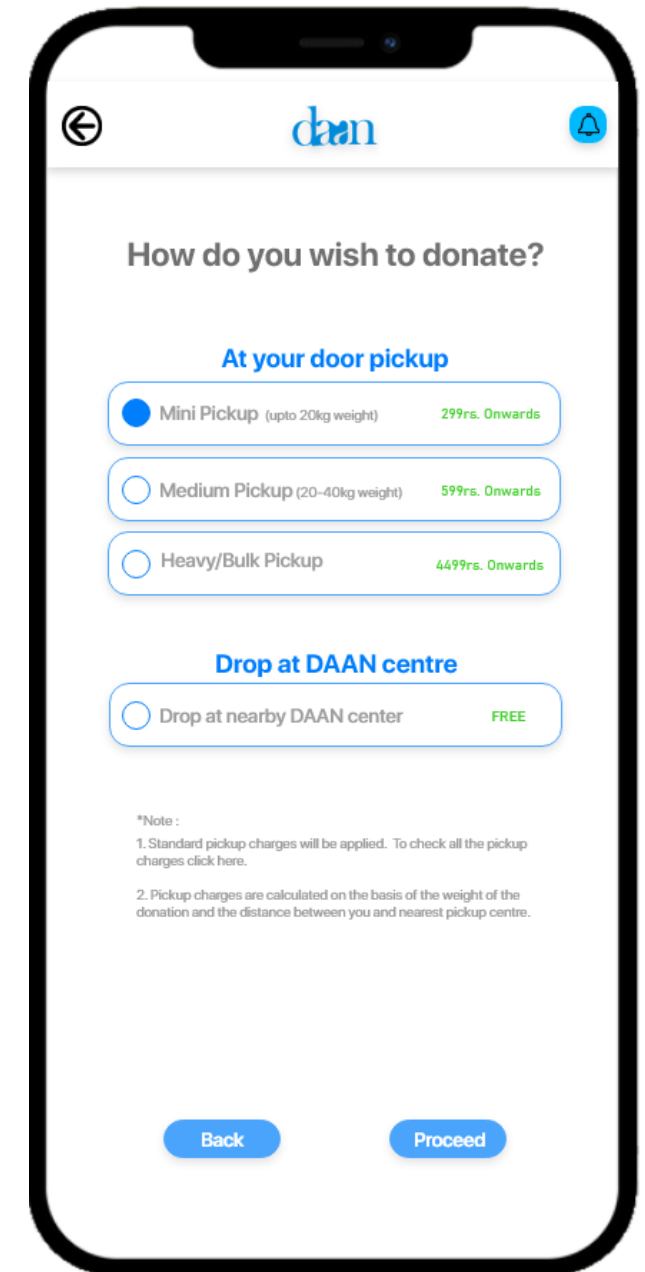 daan
How do you wish to donate?
At your door pickup
Mini Pickup (upto 20kg weight) 299rs. Onwards
Medium Pickup (20-40kg weight) 599rs. Onwards
Heavy/Bulk Pickup 4499rs. Onwards
Drop at DAAN centre
Drop at nearby DAAN center FREE
*Note :
1. Standard pickup charges will be applied. To check all the pickup
charges click here.
2. Pickup charges are calculated on the basis of the weight of the
donation and the distance between you and nearest pickup centre.
Back Proceed